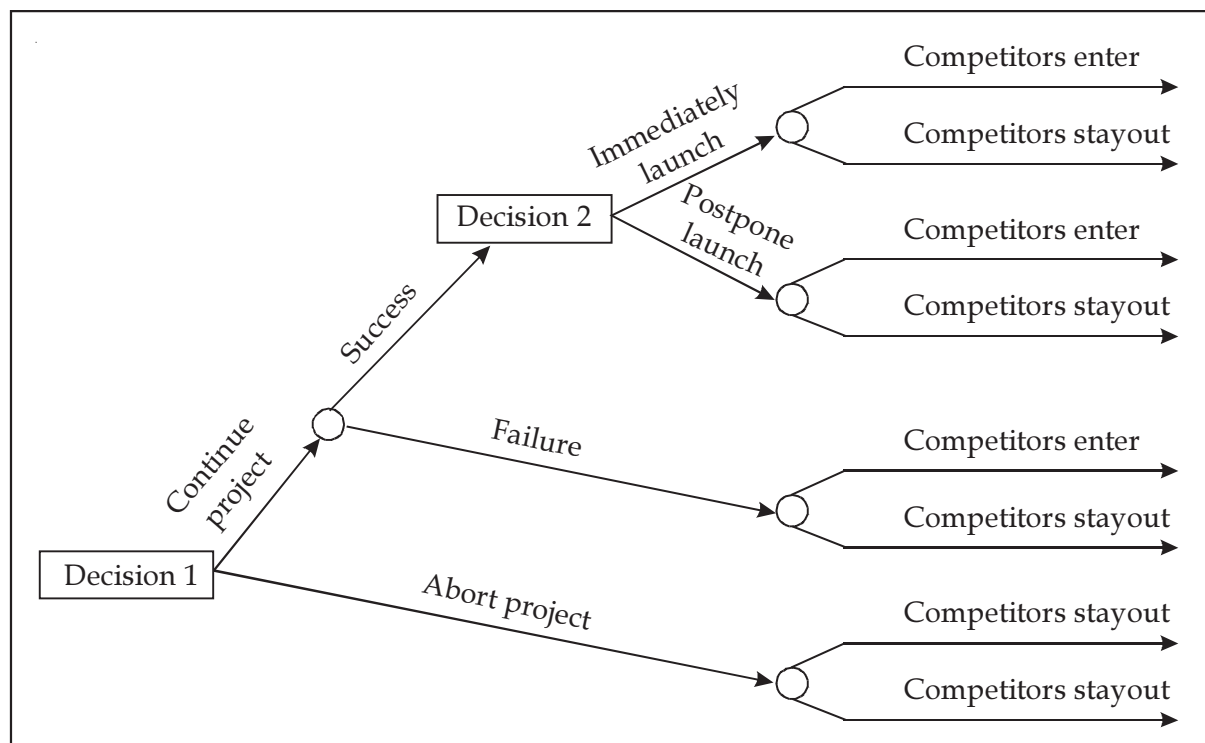 Competitors enter
Immediately
launch
Competitors stayout
Decision 2
Postpone
launch
Competitors enter
Competitors stayout
Success
Continue
project
Failure
Competitors enter
Competitors stayout
Decision 1
Abort project
Competitors stayout
Competitors stayout